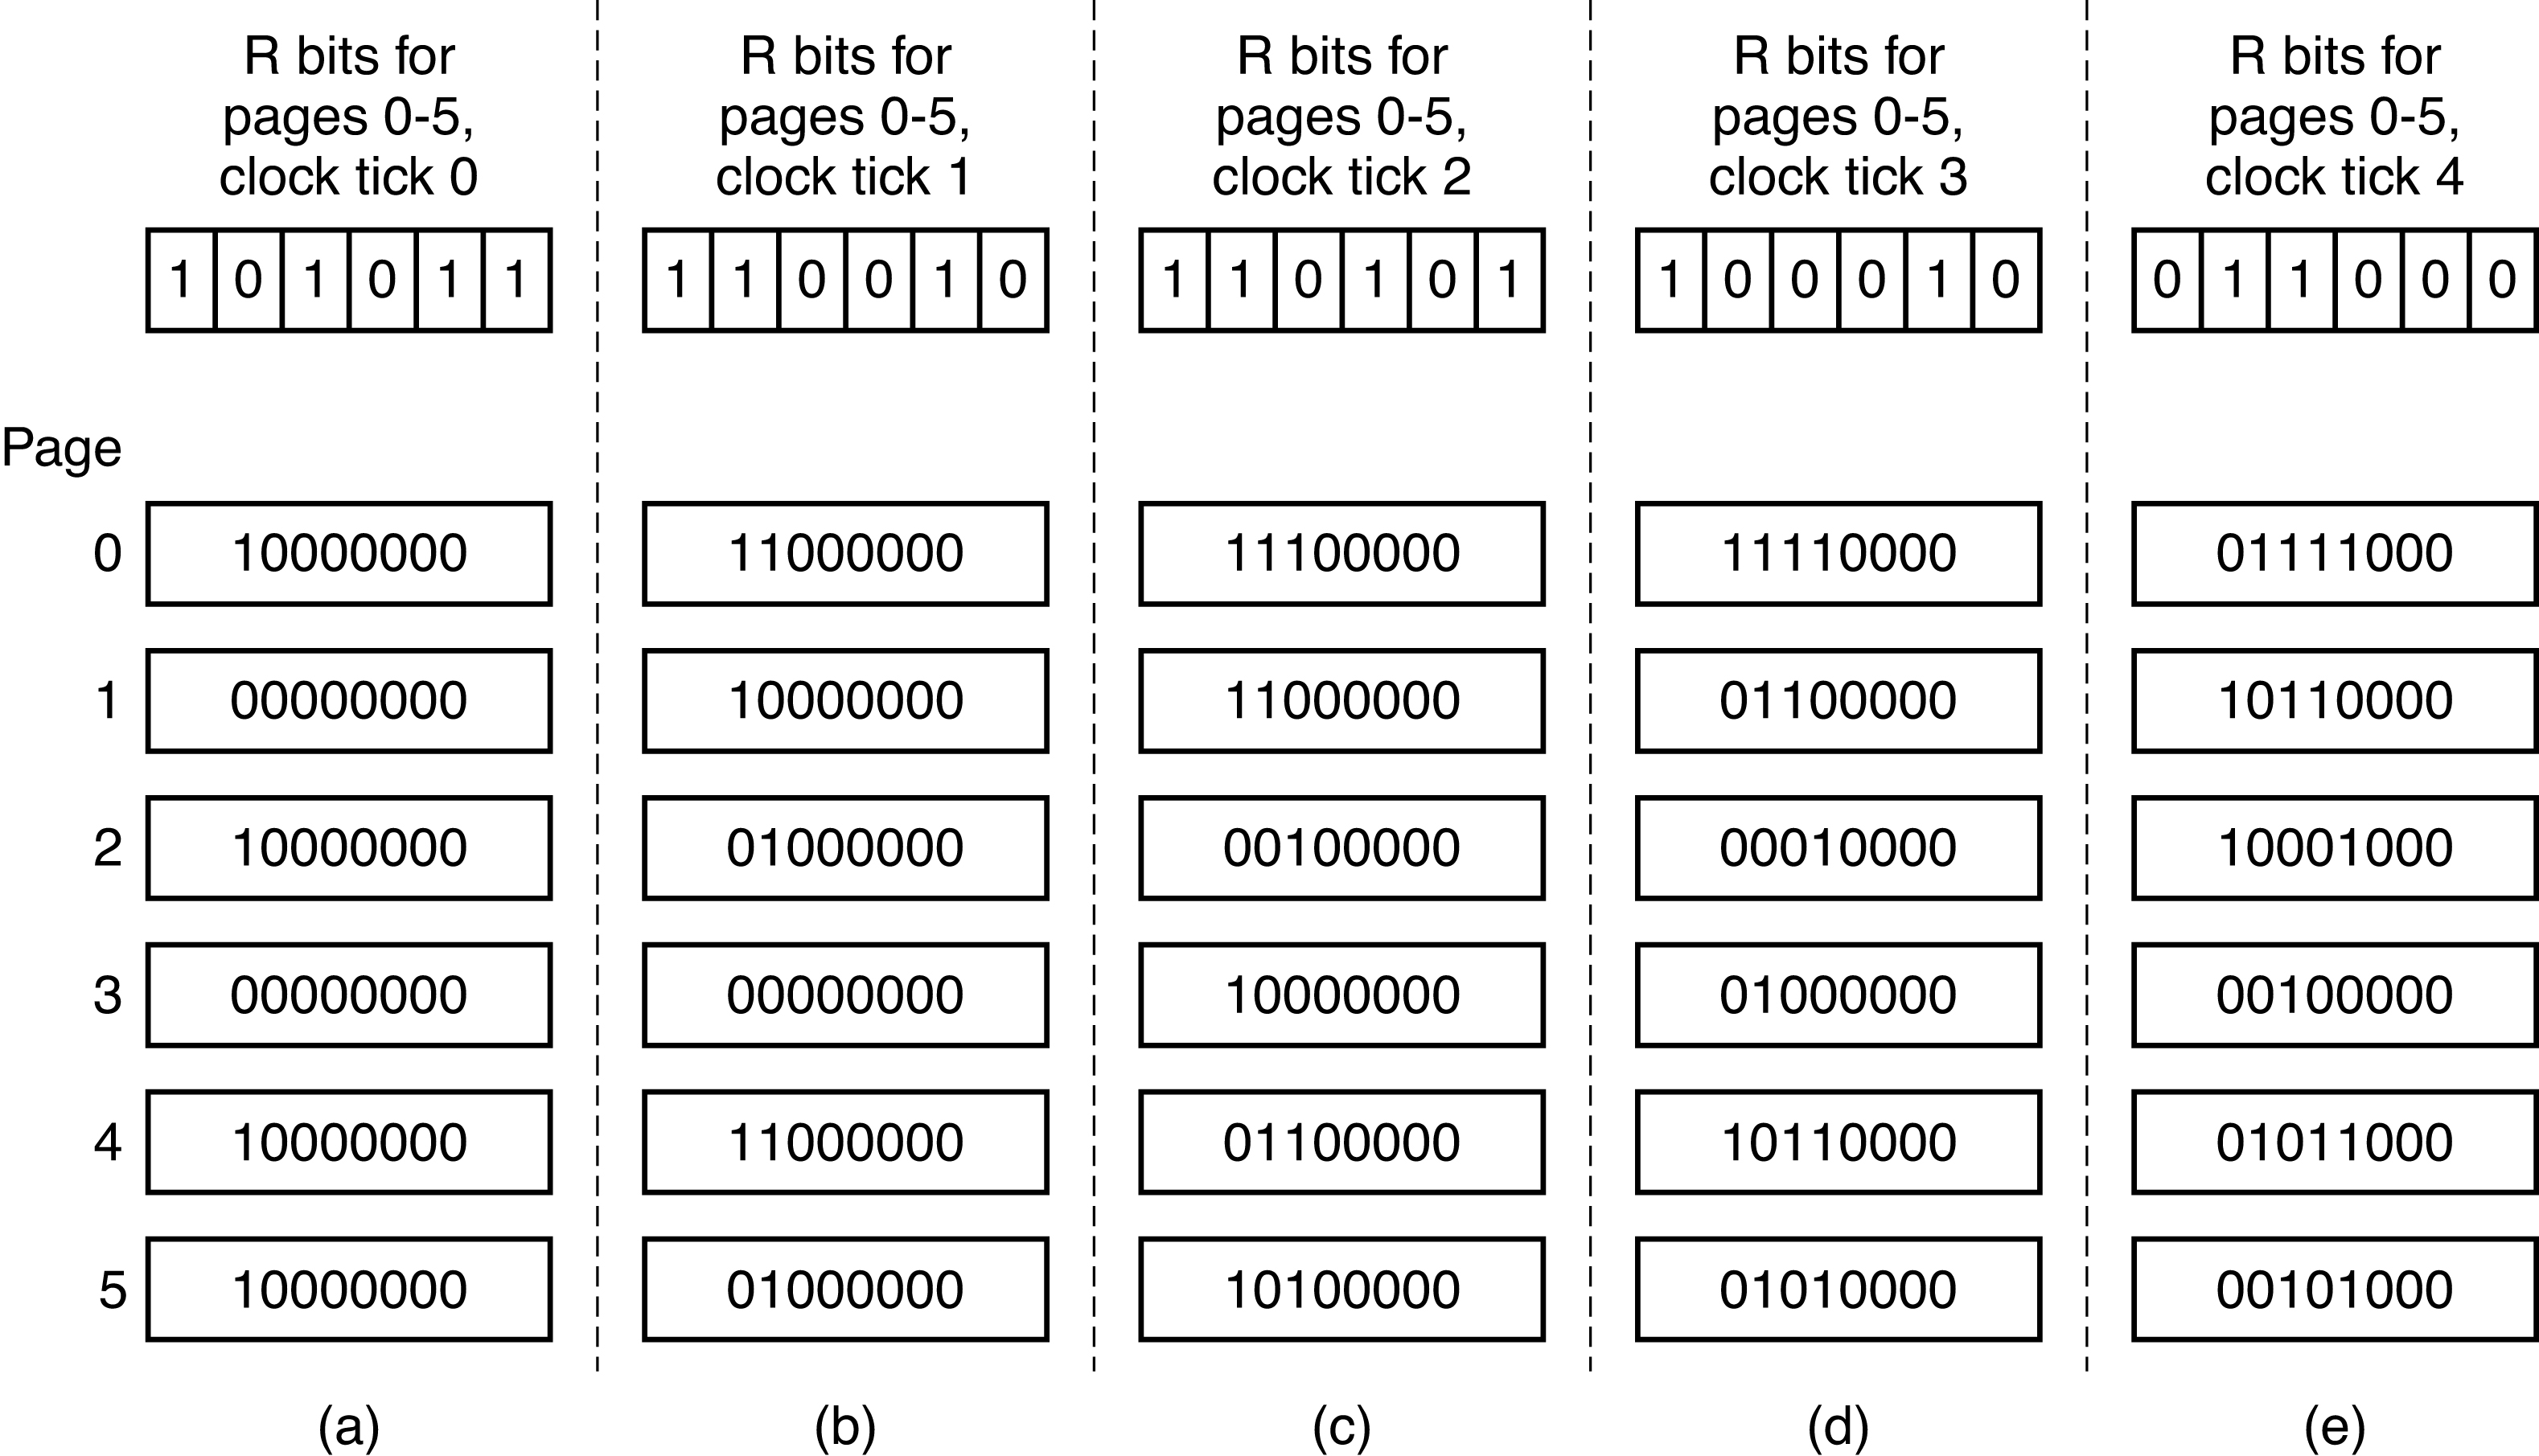 R bits for
pages 0-5,
clock tick 0
R bits for
pages 0-5,
clock tick 1
R bits for
pages 0-5,
clock tick 2
R bits for
pages 0-5,
clock tick 3
R bits for
pages 0-5,
clock tick 4
1 0 1 0 1 1
1 1 0 0 1 0
1 1 0 1 0 1
1 0 0 0 1 0
0 1 1 0 0 0
Page
0 10000000 11000000 11100000 11110000 01111000
1 00000000 10000000 11000000 01100000 10110000
2 10000000 01000000 00100000 00010000 10001000
3 00000000 00000000 10000000 01000000 00100000
4 10000000 11000000 01100000 10110000 01011000
5 10000000 01000000 10100000 01010000 00101000
(a) (b) (c) (d) (e)